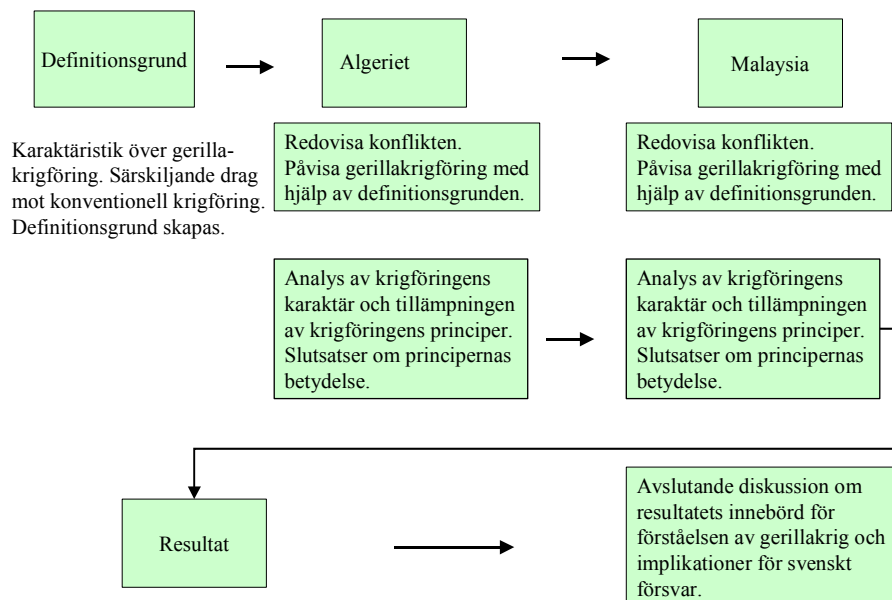 Definitionsgrund
Algeriet
Malaysia
Karaktäristik över gerilla-
krigföring. Särskiljande drag
mot konventionell krigföring.
Definitionsgrund skapas.
Redovisa konflikten.
Påvisa gerillakrigföring med
hjälp av definitionsgrunden.
Redovisa konflikten.
Påvisa gerillakrigföring med
hjälp av definitionsgrunden.
Analys av krigföringens
karaktär och tillämpningen
av krigföringens principer.
Slutsatser om principernas
betydelse.
Analys av krigföringens
karaktär och tillämpningen
av krigföringens principer.
Slutsatser om principernas
betydelse.
Resultat
Avslutande diskussion om
resultatets innebörd för
förståelsen av gerillakrig och
implikationer för svenskt
försvar.